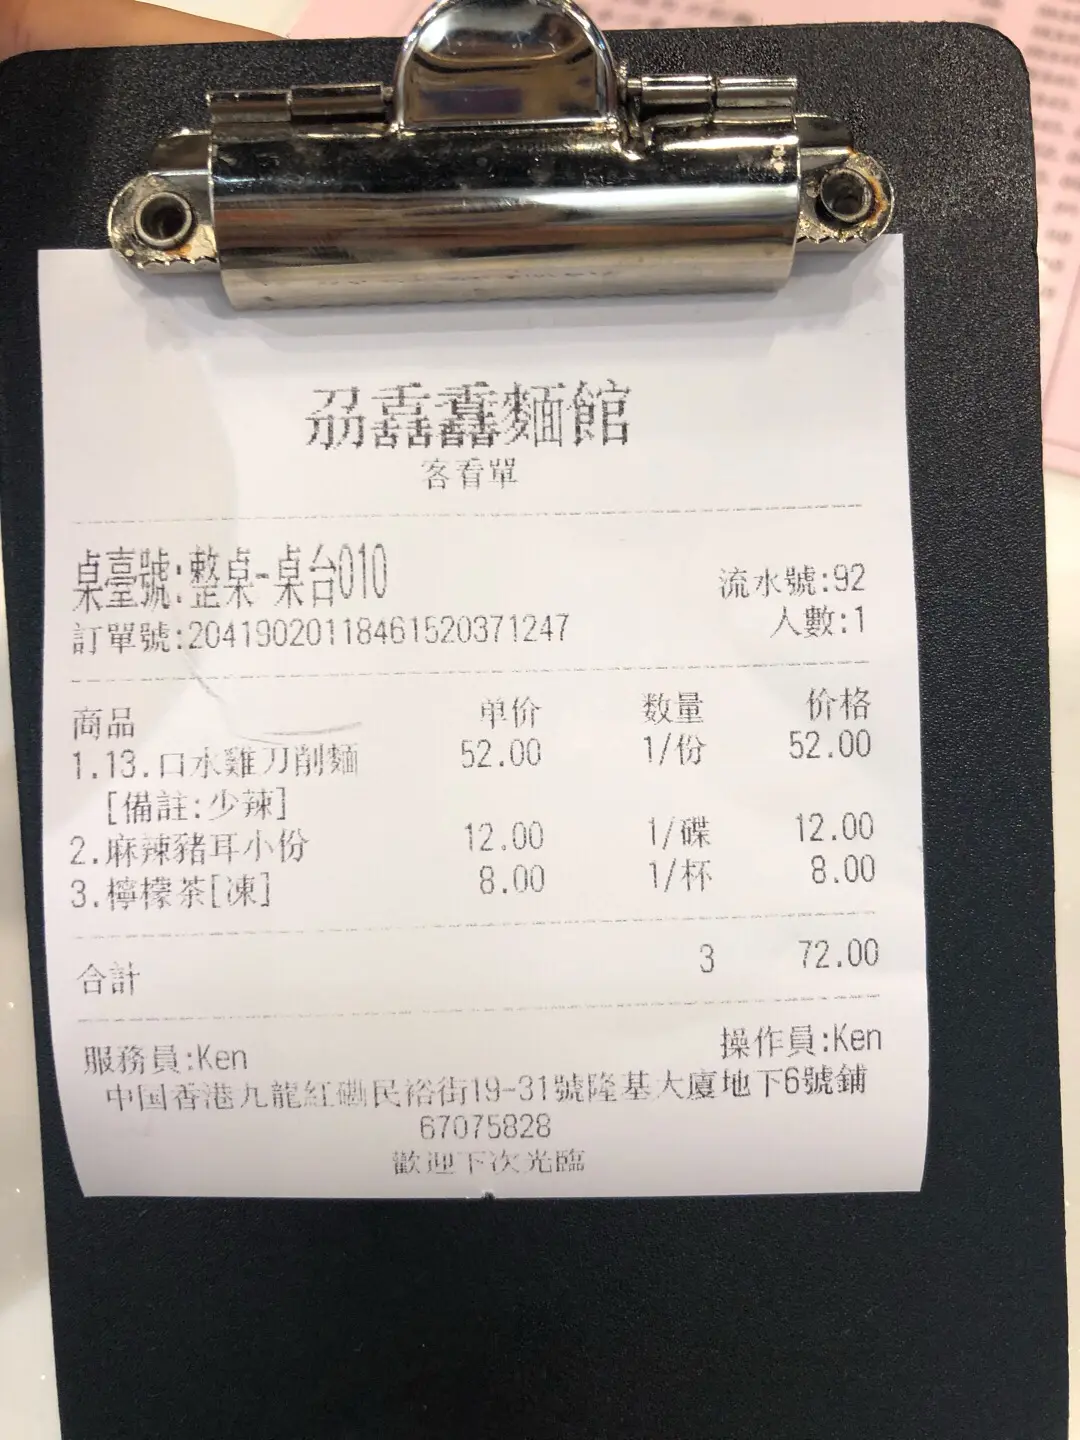 刕譶龘麵館
客看單
桌臺號:整桌-桌台010
流水號:92
訂單號:20419020118461520371247
人數:1
商品 单价 数量 价格
1.13.口水雞刀削麵 52.00 1/份 52.00
[備註:少辣]
2.麻辣豬耳小份 12.00 1/碟 12.00
3.檸檬茶[凍] 8.00 1/杯 8.00
合計 3 72.00
服務員:Ken 操作員:Ken
中国香港九龍紅磡民裕街19-31號隆基大廈地下6號鋪
67075828
歡迎下次光臨